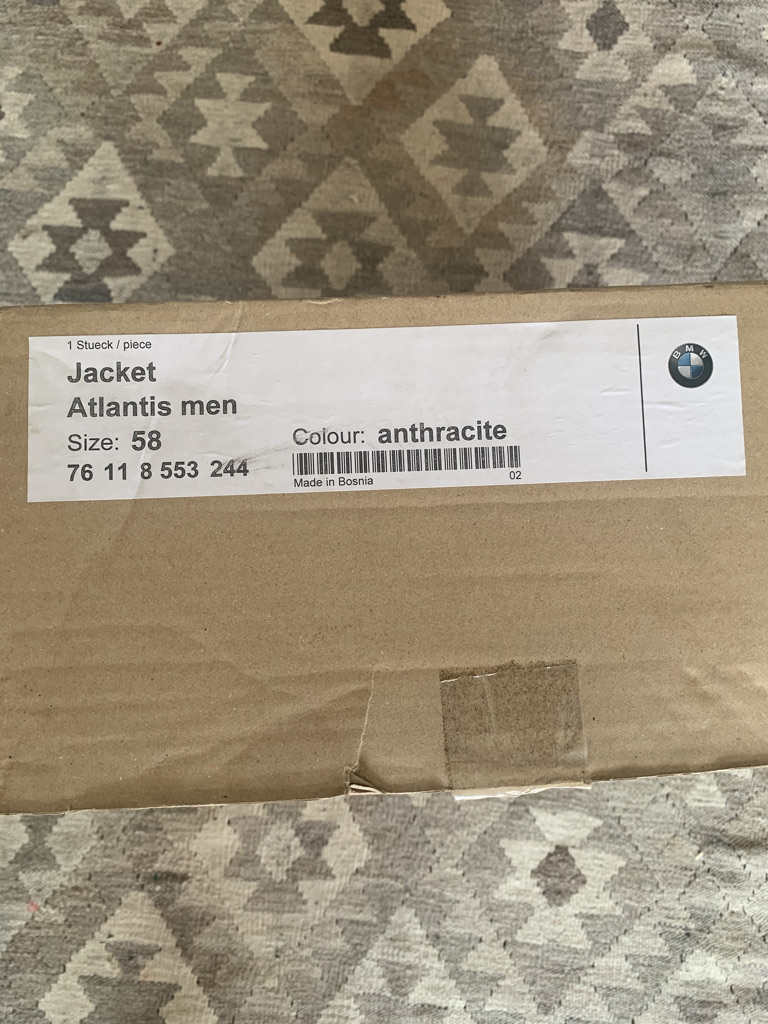 1 Stueck / piece
Jacket
Atlantis men
Size: 58
Colour: anthracite
76 11 8 553 244
Made in Bosnia
02
BMW